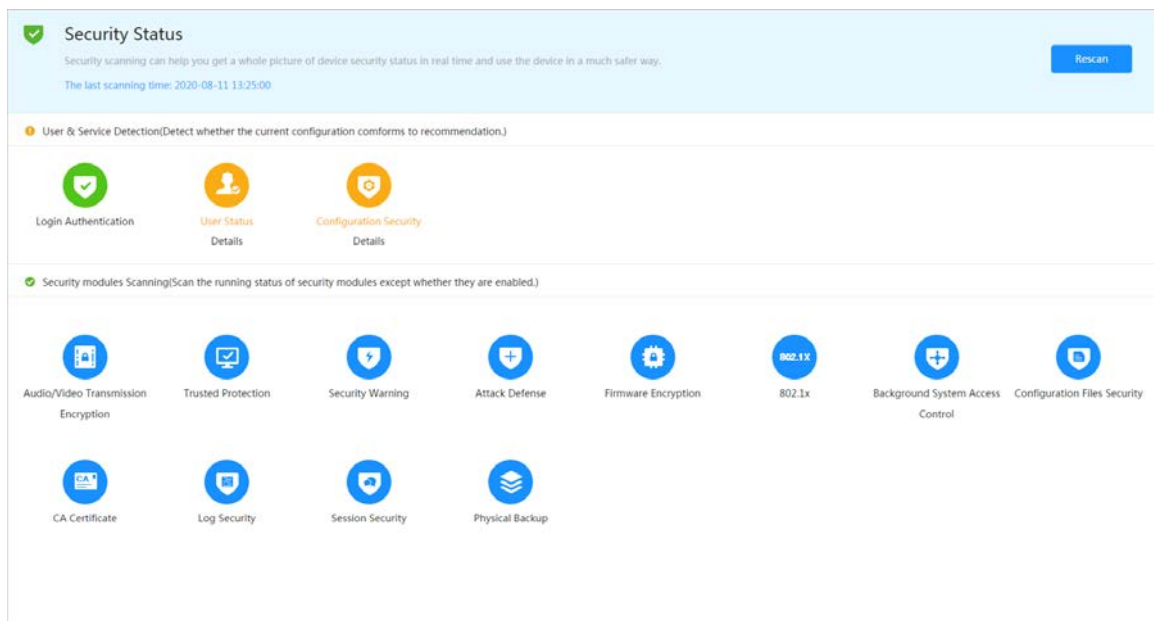 Security Status
Security scanning can help you get a whole picture of device security status in real time and use the device in a much safer way.
Rescan
The last scanning time: 2020-08-11 13:25:00
User & Service Detection(Detect whether the current configuration comforms to recommendation.)
Login Authentication
User Status
Configuration Security
Details
Details
Security modules Scanning(Scan the running status of security modules except whether they are enabled.)
802.1X
Audio/Video Transmission
Encryption
Trusted Protection
Security Warning
Attack Defense
Firmware Encryption
802.1x
Background System Access
Control
Configuration Files Security
CA
CA Certificate
Log Security
Session Security
Physical Backup